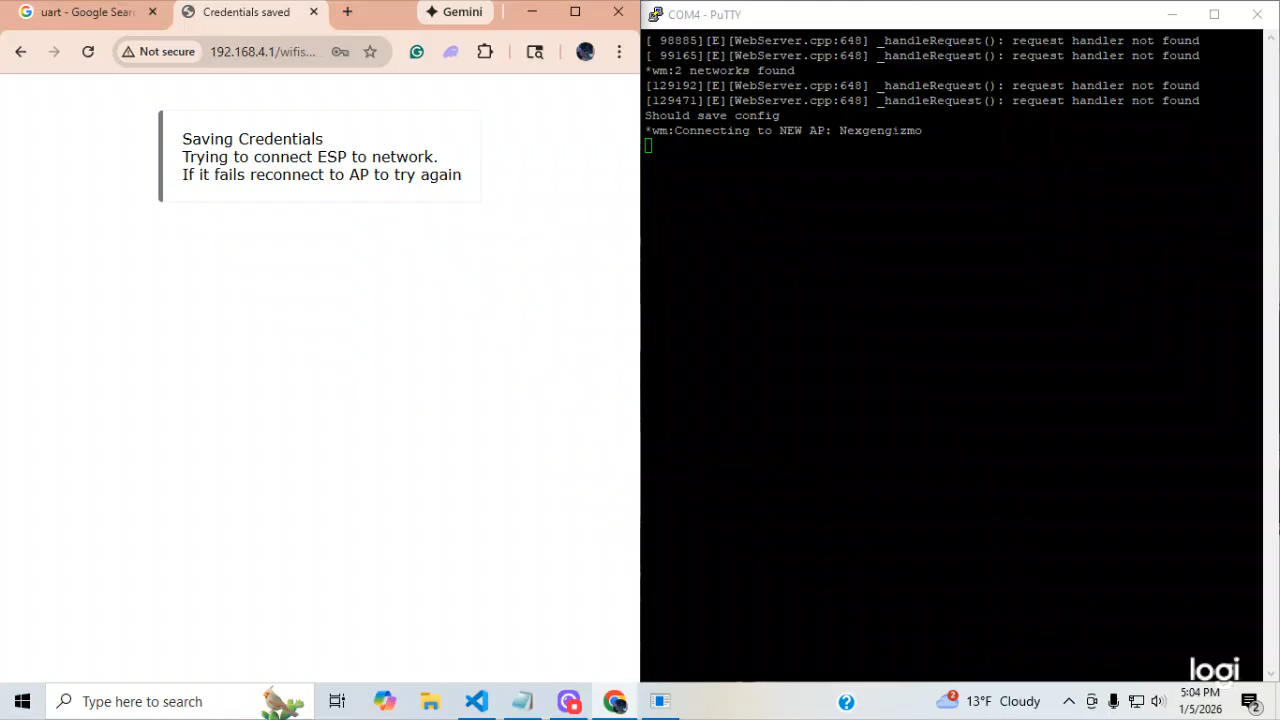 uart - Google Searc
Credentials saved
Gemini
Not secure
192.168.4.1/wifis...
Saving Credentials
Trying to connect ESP to network.
If it fails reconnect to AP to try again
COM4 - PuTTY
[ 98885][E][WebServer.cpp:648] _handleRequest(): request handler not found
[ 99165][E][WebServer.cpp:648] _handleRequest(): request handler not found
*wm:2 networks found
[129192][E][WebServer.cpp:648] _handleRequest(): request handler not found
[129471][E][WebServer.cpp:648] _handleRequest(): request handler not found
Should save config
*wm:Connecting to NEW AP: Nexgengizmo
logi
Type here to search
2
13°F Cloudy
5:04 PM
1/5/2026
2